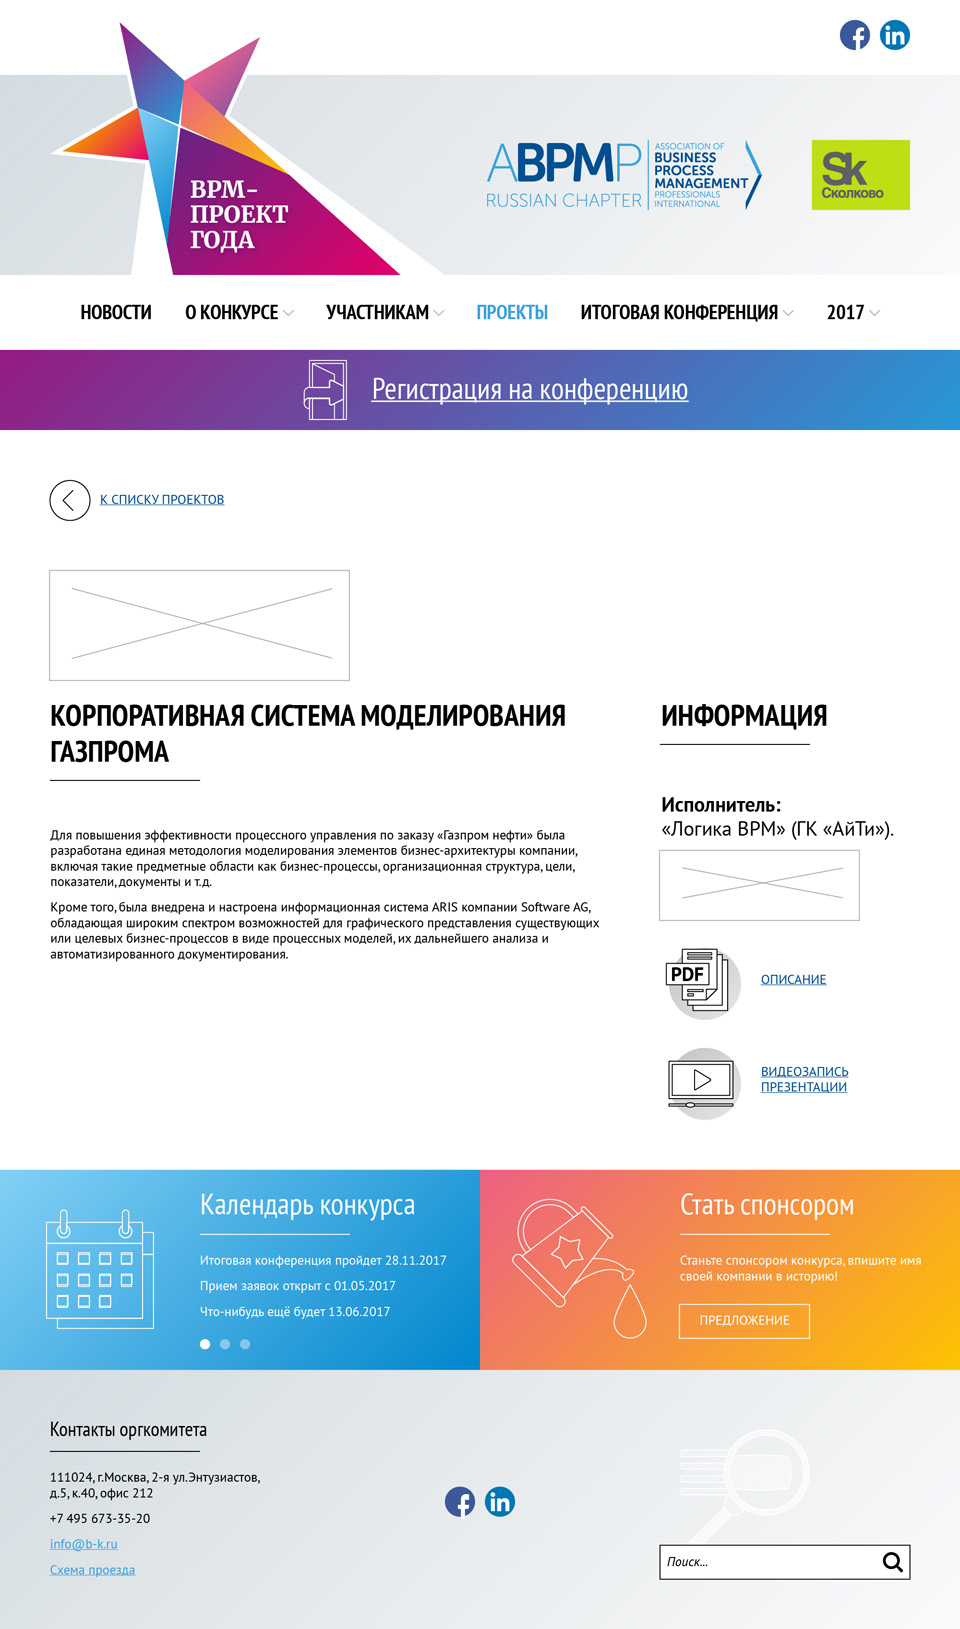 ВРМ–
ПРОЕКТ
ГОДА
ABPMP
RUSSIAN CHAPTER
ASSOCIATION OF
BUSINESS
PROCESS
MANAGEMENT
PROFESSIONALS
INTERNATIONAL
Sk
Сколково
НОВОСТИ О КОНКУРСЕ УЧАСТНИКАМ ПРОЕКТЫ ИТОГОВАЯ КОНФЕРЕНЦИЯ 2017
Регистрация на конференцию
К СПИСКУ ПРОЕКТОВ
КОРПОРАТИВНАЯ СИСТЕМА МОДЕЛИРОВАНИЯ
ГАЗПРОМА
Для повышения эффективности процессного управления по заказу «Газпром нефти» была
разработана единая методология моделирования элементов бизнес-архитектуры компании,
включая такие предметные области как бизнес-процессы, организационная структура, цели,
показатели, документы и т.д.
Кроме того, была внедрена и настроена информационная система ARIS компании Software AG,
обладающая широким спектром возможностей для графического представления существующих
или целевых бизнес-процессов в виде процессных моделей, их дальнейшего анализа и
автоматизированного документирования.
ИНФОРМАЦИЯ
Исполнитель:
«Логика BPM» (ГК «АйТи»).
PDF
ОПИСАНИЕ
ВИДЕОЗАПИСЬ
ПРЕЗЕНТАЦИИ
Календарь конкурса
Итоговая конференция пройдет 28.11.2017
Прием заявок открыт с 01.05.2017
Что-нибудь ещё будет 13.06.2017
Стать спонсором
Станьте спонсором конкурса, впишите имя
своей компании в историю!
ПРЕДЛОЖЕНИЕ
Контакты оргкомитета
111024, г.Москва, 2-я ул.Энтузиастов,
д.5, к.40, офис 212
+7 495 673-35-20
info@b-k.ru
Схема проезда
Поиск...